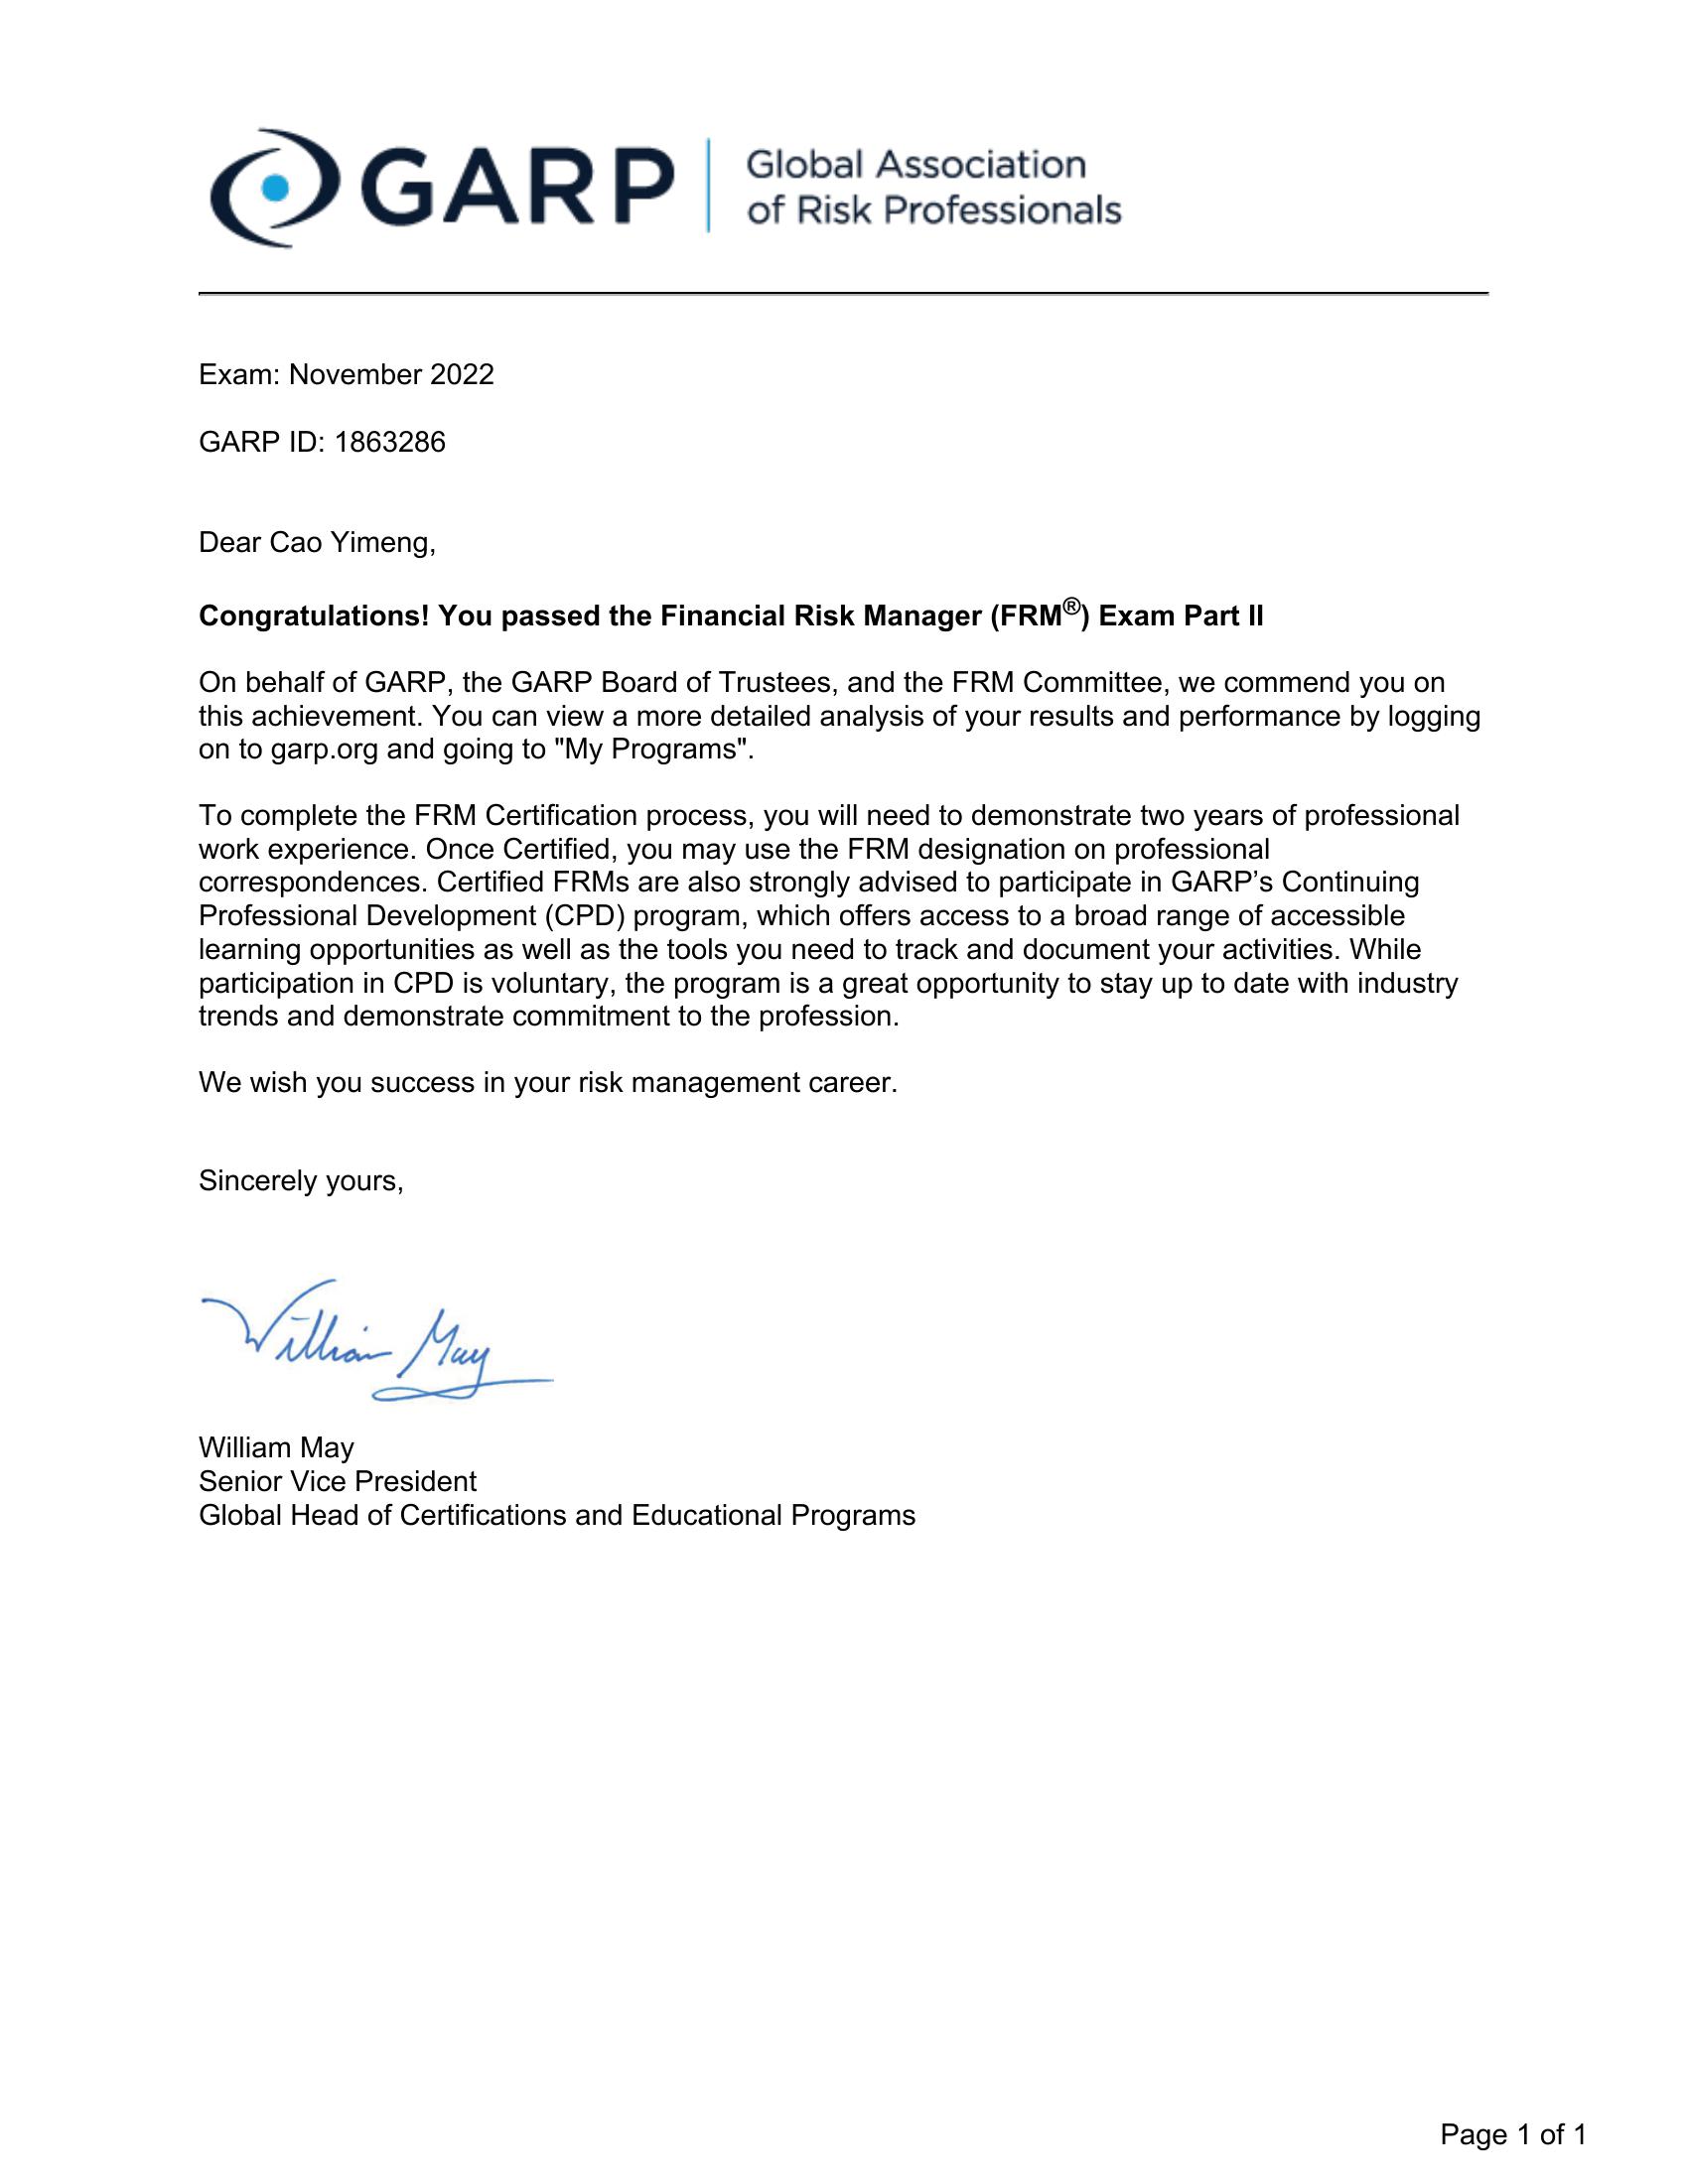 GARP
Global Association
of Risk Professionals
Exam: November 2022
GARP ID: 1863286
Dear Cao Yimeng,
Congratulations! You passed the Financial Risk Manager (FRM®) Exam Part II
On behalf of GARP, the GARP Board of Trustees, and the FRM Committee, we commend you on
this achievement. You can view a more detailed analysis of your results and performance by logging
on to garp.org and going to "My Programs".
To complete the FRM Certification process, you will need to demonstrate two years of professional
work experience. Once Certified, you may use the FRM designation on professional
correspondences. Certified FRMs are also strongly advised to participate in GARP’s Continuing
Professional Development (CPD) program, which offers access to a broad range of accessible
learning opportunities as well as the tools you need to track and document your activities. While
participation in CPD is voluntary, the program is a great opportunity to stay up to date with industry
trends and demonstrate commitment to the profession.
We wish you success in your risk management career.
Sincerely yours,
William May
William May
Senior Vice President
Global Head of Certifications and Educational Programs
Page 1 of 1